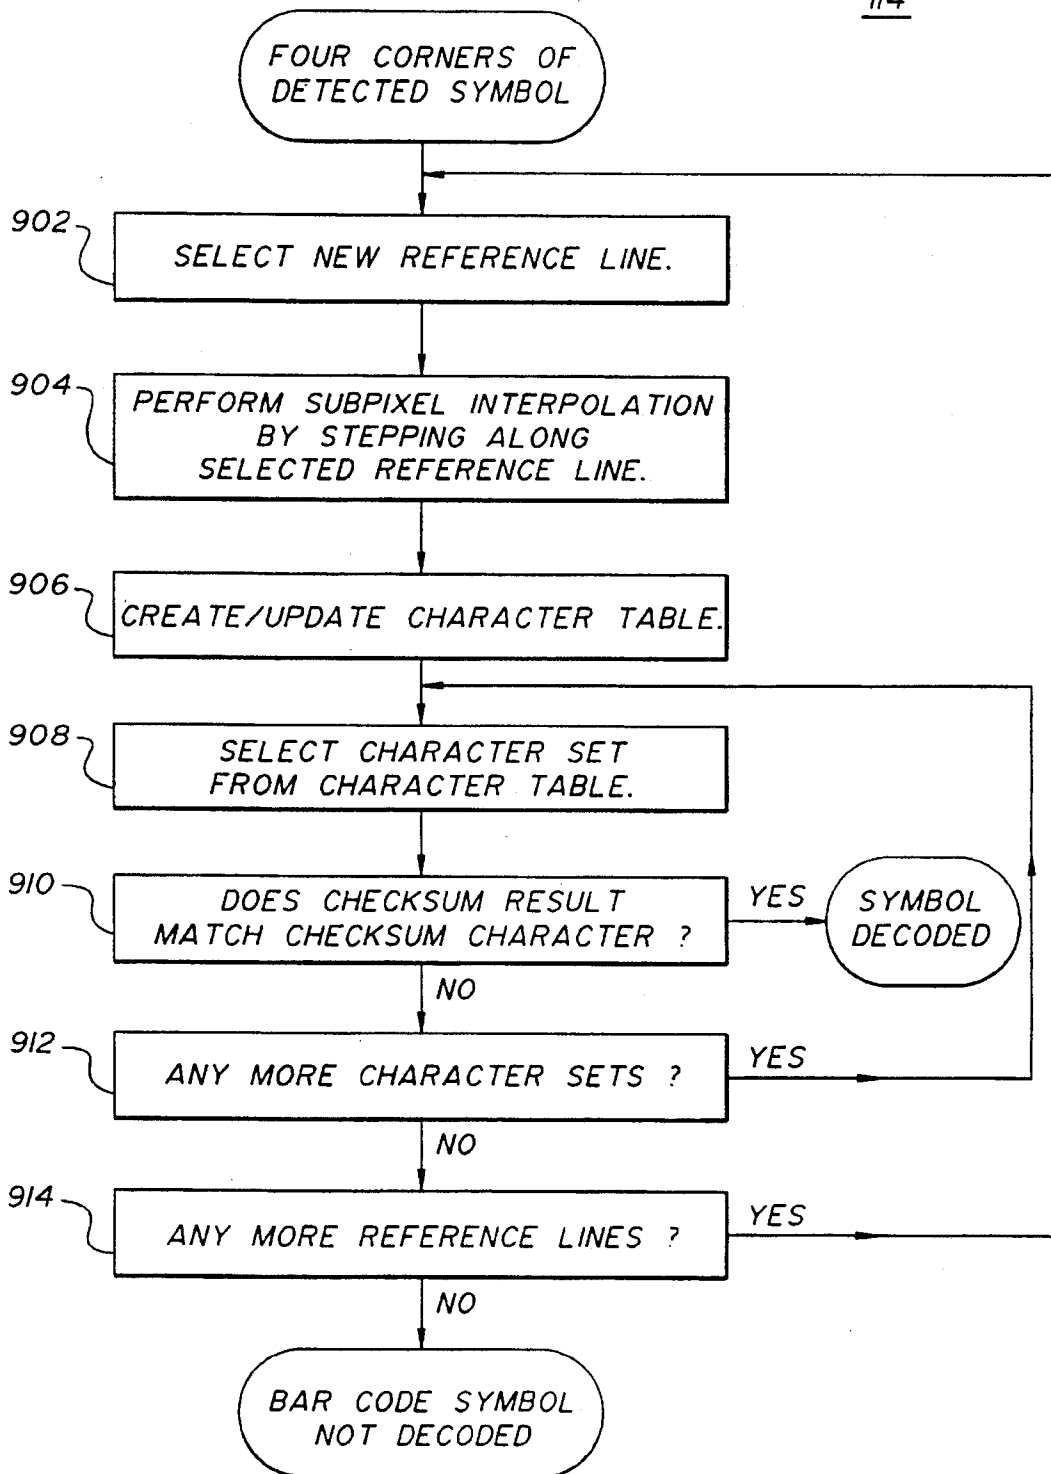 114
FOUR CORNERS OF
DETECTED SYMBOL
902
SELECT NEW REFERENCE LINE.
904
PERFORM SUBPIXEL INTERPOLATION
BY STEPPING ALONG
SELECTED REFERENCE LINE.
906
CREATE/UPDATE CHARACTER TABLE.
908
SELECT CHARACTER SET
FROM CHARACTER TABLE.
910
DOES CHECKSUM RESULT
MATCH CHECKSUM CHARACTER ?
YES
SYMBOL
DECODED
NO
912
ANY MORE CHARACTER SETS ?
YES
NO
914
ANY MORE REFERENCE LINES ?
YES
NO
BAR CODE SYMBOL
NOT DECODED